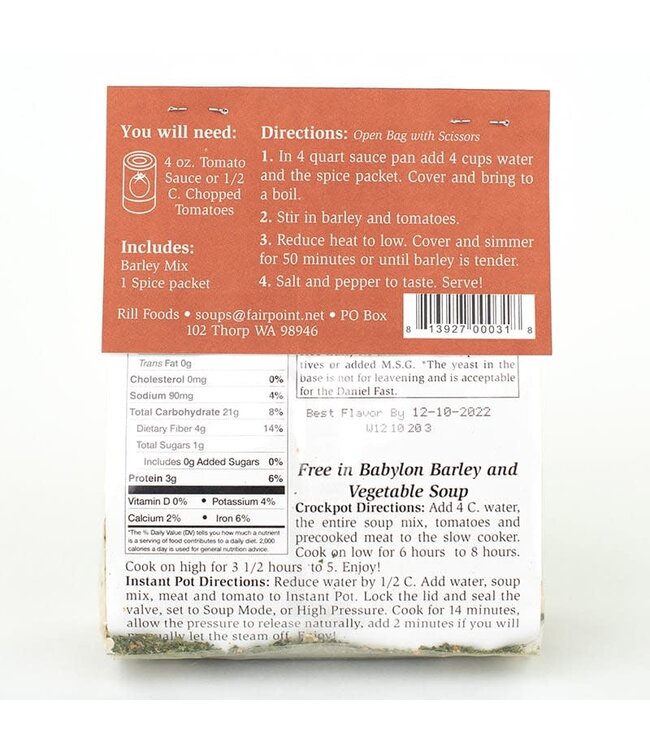 You will need:
4 oz. Tomato
Sauce or 1/2
C. Chopped
Tomatoes
Includes:
Barley Mix
1 Spice packet
Directions: Open Bag with Scissors
1. In 4 quart sauce pan add 4 cups water
and the spice packet. Cover and bring to
a boil.
2. Stir in barley and tomatoes.
3. Reduce heat to low. Cover and simmer
for 50 minutes or until barley is tender.
4. Salt and pepper to taste. Serve!
Rill Foods • soups@fairpoint.net • PO Box
102 Thorp WA 98946
8 13927 00031 8
Trans Fat 0g
Cholesterol 0mg 0%
Sodium 90mg 4%
Total Carbohydrate 21g 8%
Dietary Fiber 4g 14%
Total Sugars 1g
Includes 0g Added Sugars 0%
Protein 3g 6%
Vitamin D 0% • Potassium 4%
Calcium 2% • Iron 6%
*The % Daily Value (DV) tells you how much a nutrient
is a serving of food contributes to a daily diet. 2,000
calories a day is used for general nutrition advice.
tives or added M.S.G. *The yeast in the
base is not for leavening and is acceptable
for the Daniel Fast.
Best Flavor By 12-10-2022
W12 10 20 3
Free in Babylon Barley and
Vegetable Soup
Crockpot Directions: Add 4 C. water,
the entire soup mix, tomatoes and
precooked meat to the slow cooker.
Cook on low for 6 hours to 8 hours.
Cook on high for 3 1/2 hours to 5. Enjoy!
Instant Pot Directions: Reduce water by 1/2 C. Add water, soup
mix, meat and tomato to Instant Pot. Lock the lid and seal the
valve, set to Soup Mode, or High Pressure. Cook for 14 minutes,
allow the pressure to release naturally, add 2 minutes if you will
let the steam off. Enjoy!